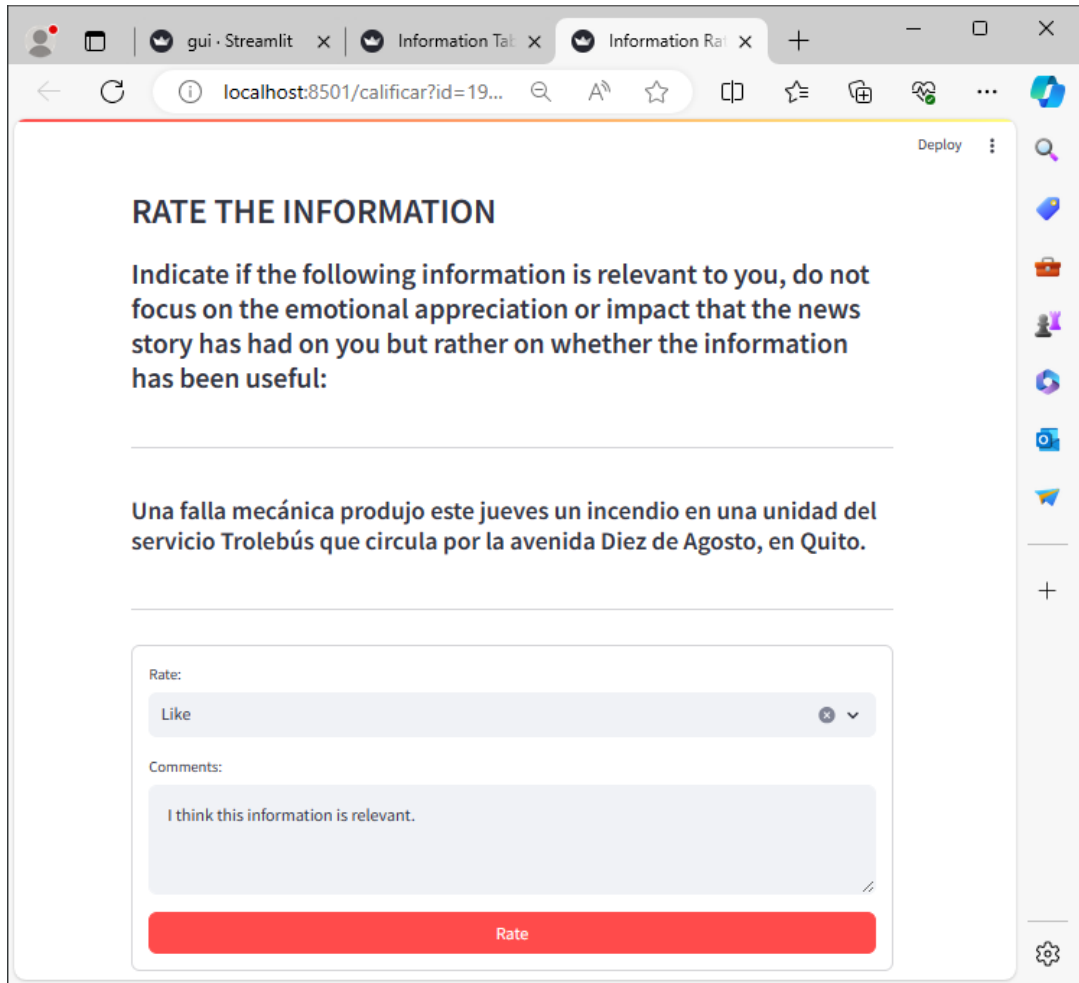 gui · Streamlit
Information Tab
Information Rat
localhost:8501/calificar?id=19...
Deploy
RATE THE INFORMATION
Indicate if the following information is relevant to you, do not
focus on the emotional appreciation or impact that the news
story has had on you but rather on whether the information
has been useful:
Una falla mecánica produjo este jueves un incendio en una unidad del
servicio Trolebús que circula por la avenida Diez de Agosto, en Quito.
Rate:
Like
Comments:
I think this information is relevant.
Rate